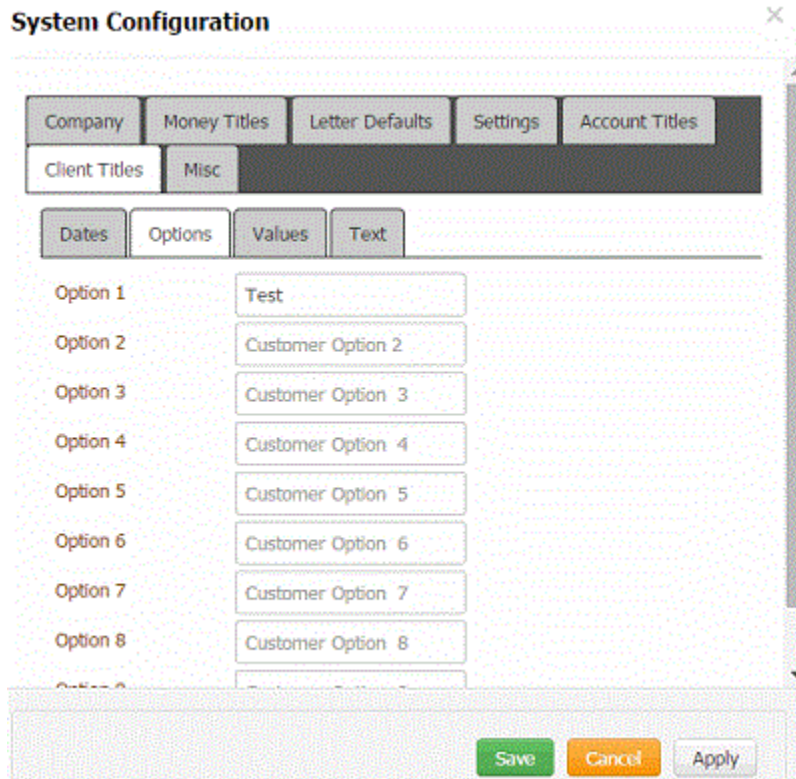 System Configuration
×
Company Money Titles Letter Defaults Settings Account Titles
Client Titles Misc
Dates Options Values Text
Option 1 Test
Option 2 Customer Option 2
Option 3 Customer Option 3
Option 4 Customer Option 4
Option 5 Customer Option 5
Option 6 Customer Option 6
Option 7 Customer Option 7
Option 8 Customer Option 8
Save Cancel Apply